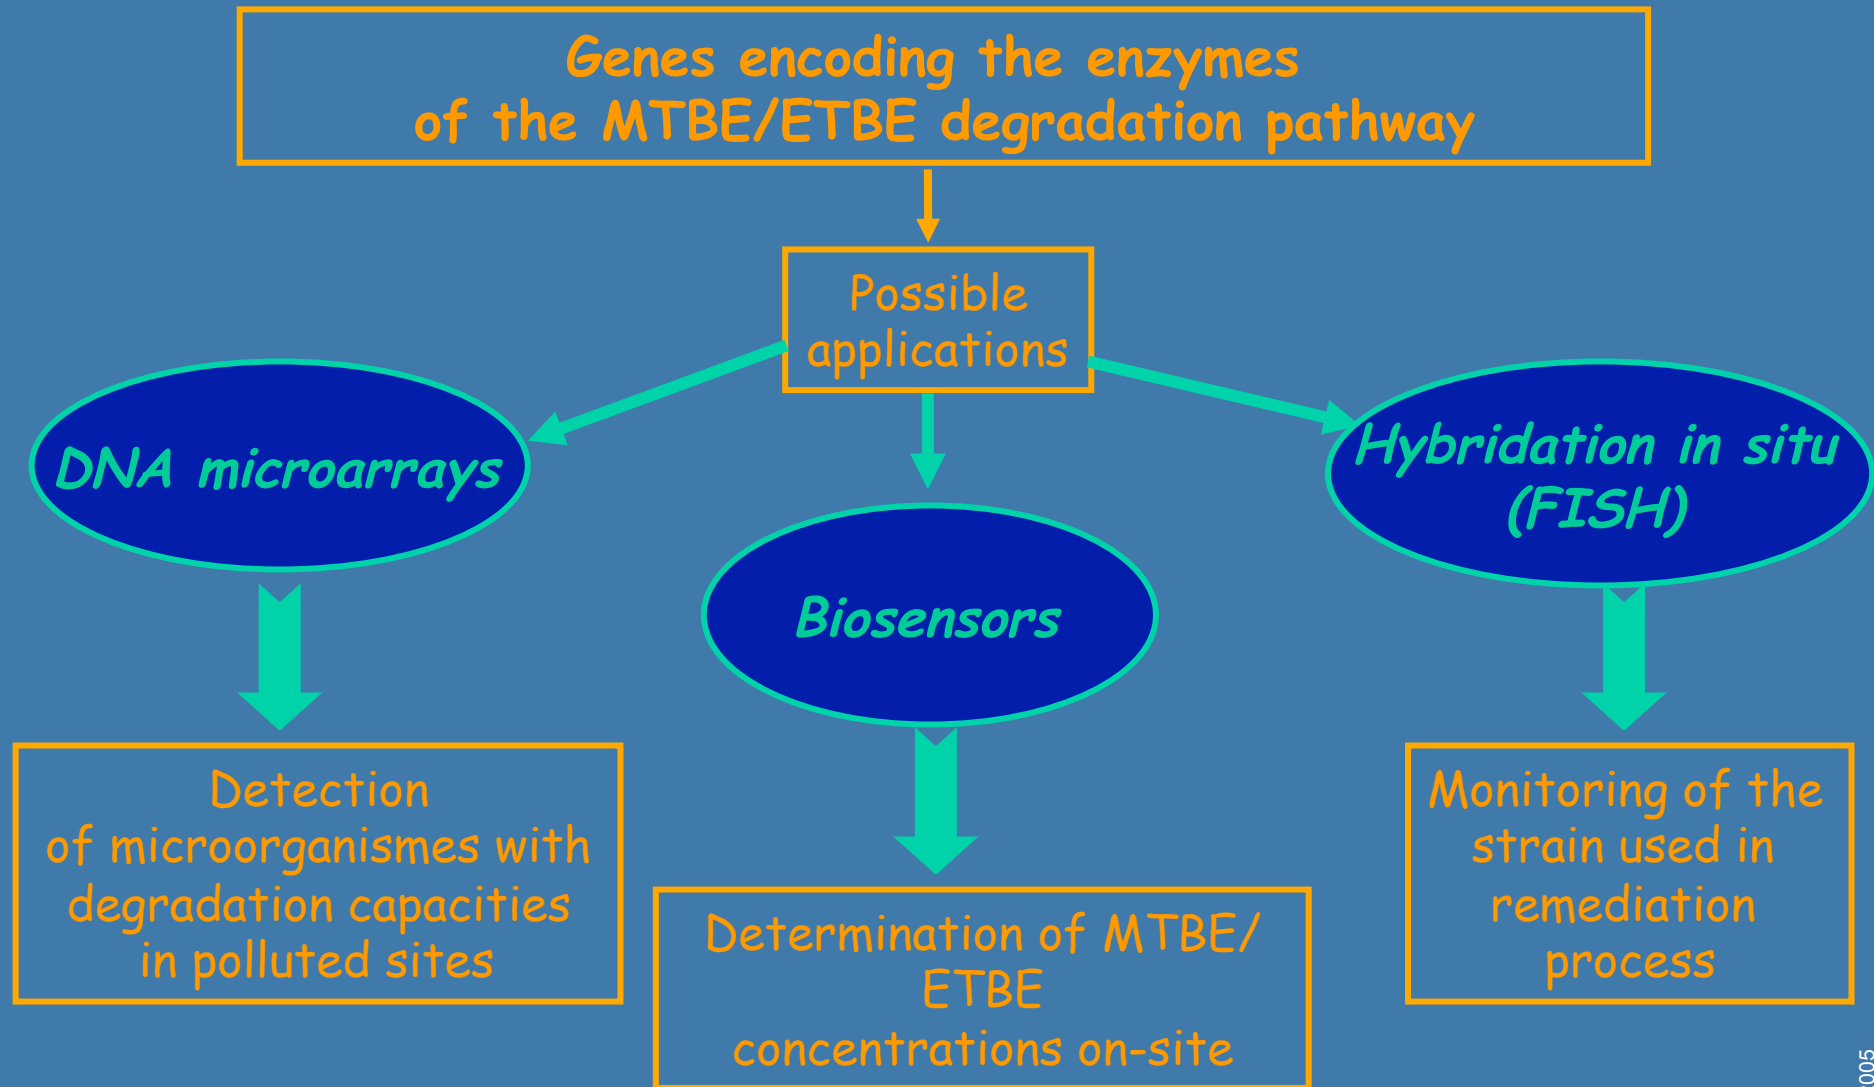 Genes encoding the enzymes
of the MTBE/ETBE degradation pathway
Possible
applications
DNA microarrays
Biosensors
Hybridation in situ
(FISH)
Detection
of microorganismes with
degradation capacities
in polluted sites
Determination of MTBE/
ETBE
concentrations on-site
Monitoring of the
strain used in
remediation
process